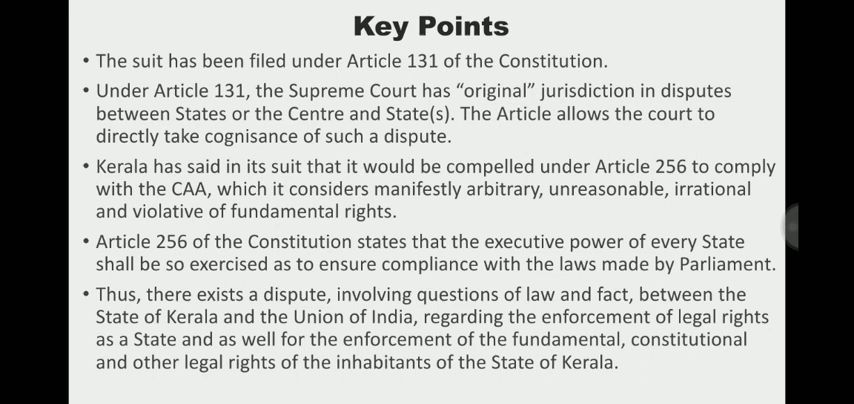 Key Points
• The suit has been filed under Article 131 of the Constitution.
• Under Article 131, the Supreme Court has “original” jurisdiction in disputes
between States or the Centre and State(s). The Article allows the court to
directly take cognisance of such a dispute.
• Kerala has said in its suit that it would be compelled under Article 256 to comply
with the CAA, which it considers manifestly arbitrary, unreasonable, irrational
and violative of fundamental rights.
• Article 256 of the Constitution states that the executive power of every State
shall be so exercised as to ensure compliance with the laws made by Parliament.
• Thus, there exists a dispute, involving questions of law and fact, between the
State of Kerala and the Union of India, regarding the enforcement of legal rights
as a State and as well for the enforcement of the fundamental, constitutional
and other legal rights of the inhabitants of the State of Kerala.